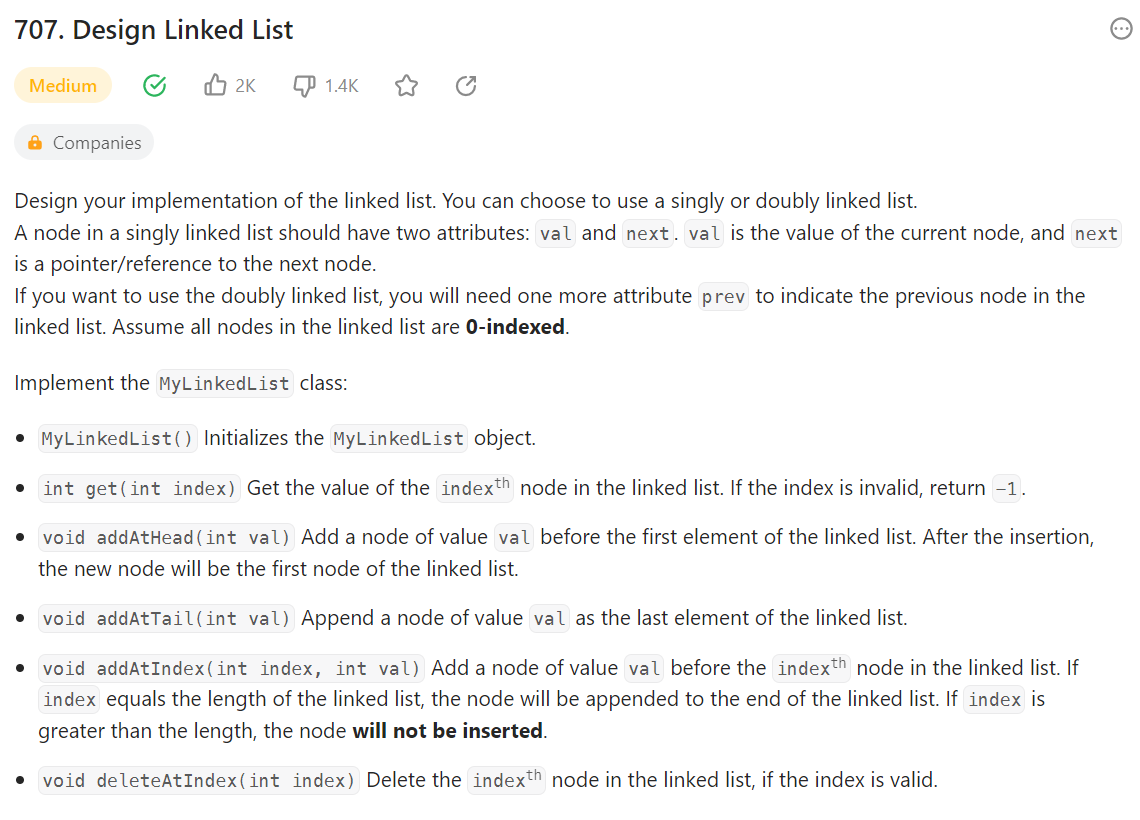 707. Design Linked List
Medium 2K 1.4K
Companies
Design your implementation of the linked list. You can choose to use a singly or doubly linked list.
A node in a singly linked list should have two attributes: val and next. val is the value of the current node, and next
is a pointer/reference to the next node.
If you want to use the doubly linked list, you will need one more attribute prev to indicate the previous node in the
linked list. Assume all nodes in the linked list are 0-indexed.
Implement the MyLinkedList class:
• MyLinkedList() Initializes the MyLinkedList object.
• int get(int index) Get the value of the indexth node in the linked list. If the index is invalid, return -1.
• void addAtHead(int val) Add a node of value val before the first element of the linked list. After the insertion,
the new node will be the first node of the linked list.
• void addAtTail(int val) Append a node of value val as the last element of the linked list.
• void addAtIndex(int index, int val) Add a node of value val before the indexth node in the linked list. If
index equals the length of the linked list, the node will be appended to the end of the linked list. If index is
greater than the length, the node will not be inserted.
• void deleteAtIndex(int index) Delete the indexth node in the linked list, if the index is valid.